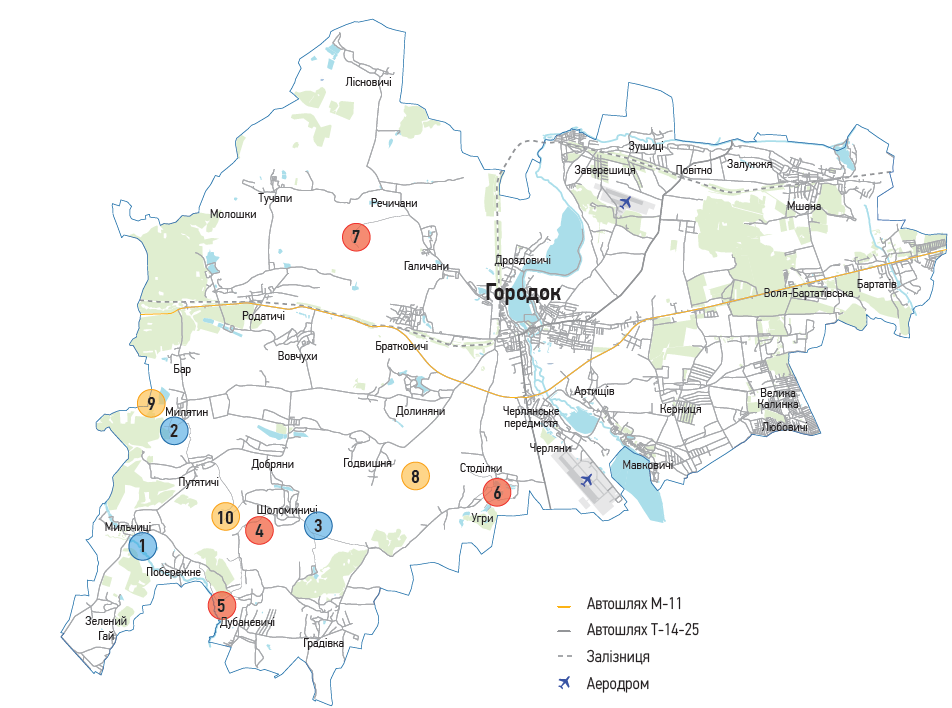 Лісновичі
Зушиці
Завершиця
Повітно
Залужжя
Тучапи
Молошки
Речичани
Мшана
7
Галичани
Дроздовичі
Городок
Воля-Бартатівська
Бартатів
Родатичі
Братковичі
Вовчухи
Бар
Артищів
Велика
Калинка
9
Милятин
Долиняни
Черлянське
передмістя
Керниця
2
Любовичі
Черляни
Добряни
Годвишня
Стоділки
Мавковичі
Путятичі
8
6
Шоломиничі
10
4
3
Угри
Мильчиці
1
Побережне
5
Дубаневичі
Зелений
Гай
Градівка
Автошлях М-11
Автошлях Т-14-25
Залізниця
Аеродром